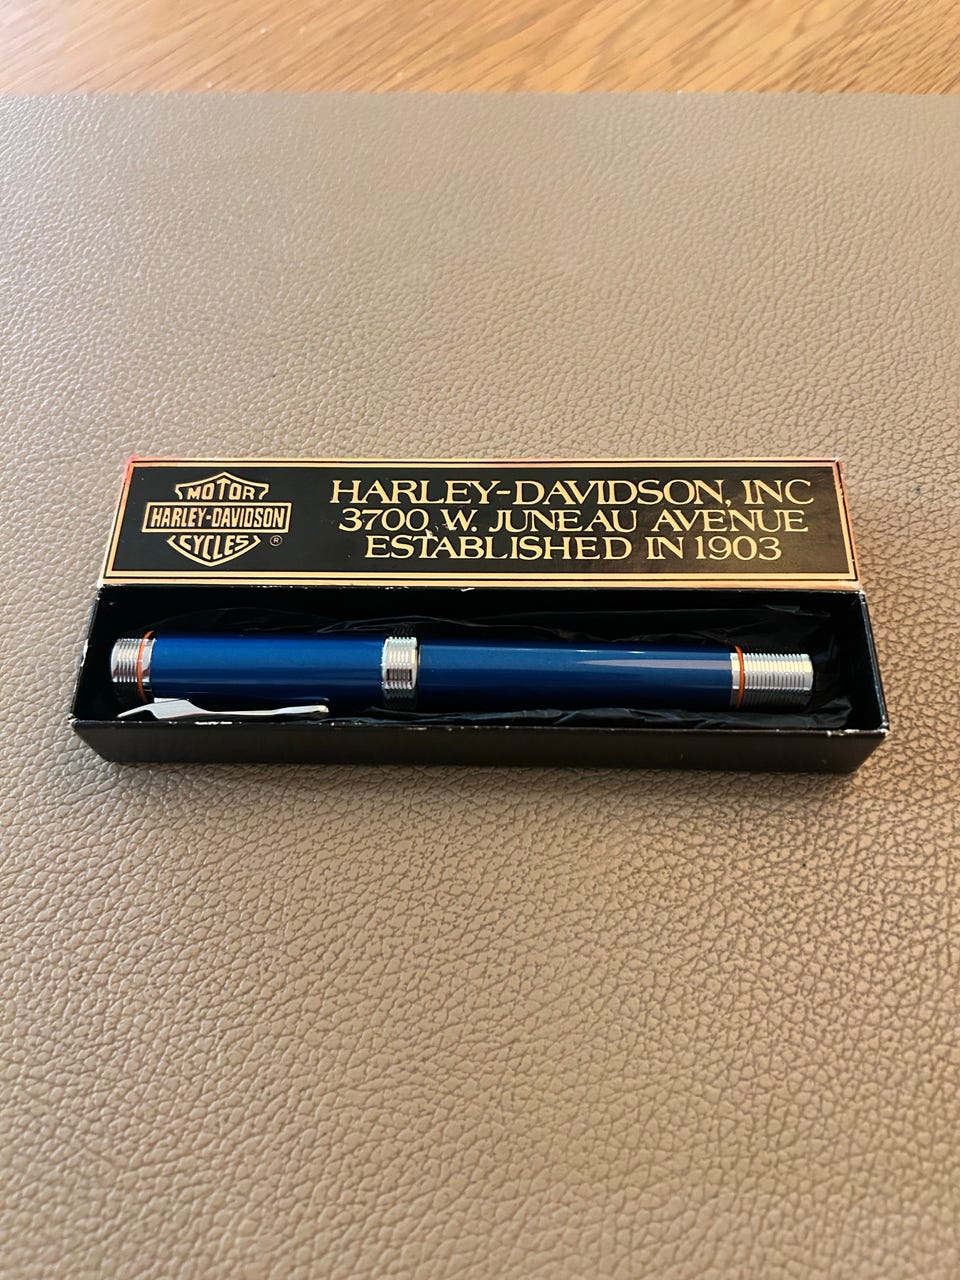 MOTOR
HARLEY-DAVIDSON
CYCLES
®
HARLEY-DAVIDSON, INC
3700 W. JUNEAU AVENUE
ESTABLISHED IN 1903